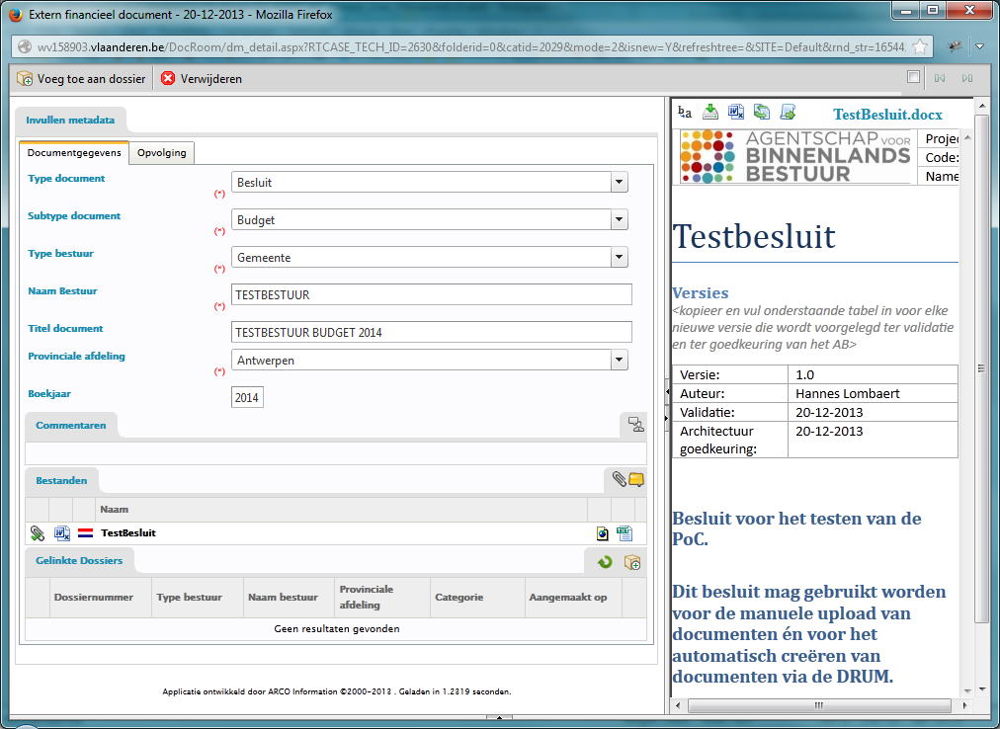 Extern financieel document - 20-12-2013 - Mozilla Firefox
wv158903.vlaanderen.be/DocRoom/dm_detail.aspx?RTCASE_TECH_ID=2630&folderid=0&catid=2029&mode=2&isnew=Y&refreshtree=&SITE=Default&rnd_str=16544
Voeg toe aan dossier
Verwijderen
Invullen metadata
Documentgegevens
Opvolging
Type document
(*)
Besluit
Subtype document
(*)
Budget
Type bestuur
(*)
Gemeente
Naam Bestuur
(*)
TESTBESTUUR
Titel document
TESTBESTUUR BUDGET 2014
Provinciale afdeling
(*)
Antwerpen
Boekjaar
2014
Commentaren
Bestanden
Naam
TestBesluit
TXT
Gelinkte Dossiers
Dossiernummer
Type bestuur
Naam bestuur
Provinciale
afdeling
Categorie
Aangemaakt op
Geen resultaten gevonden
Applicatie ontwikkeld door ARCO Information ©2000-2013 . Geladen in 1.2319 seconden.
TestBesluit.docx
AGENTSCHAP VOOR
BINNENLANDS
BESTUUR
Projec
Code:
Name
Testbesluit
Versies
<kopieer en vul onderstaande tabel in voor elke
nieuwe versie die wordt voorgelegd ter validatie
en ter goedkeuring van het AB>
Versie: 1.0
Auteur: Hannes Lombaert
Validatie: 20-12-2013
Architectuur 20-12-2013
goedkeuring:
Besluit voor het testen van de
PoC.
Dit besluit mag gebruikt worden
voor de manuele upload van
documenten én voor het
automatisch creëren van
documenten via de DRUM.